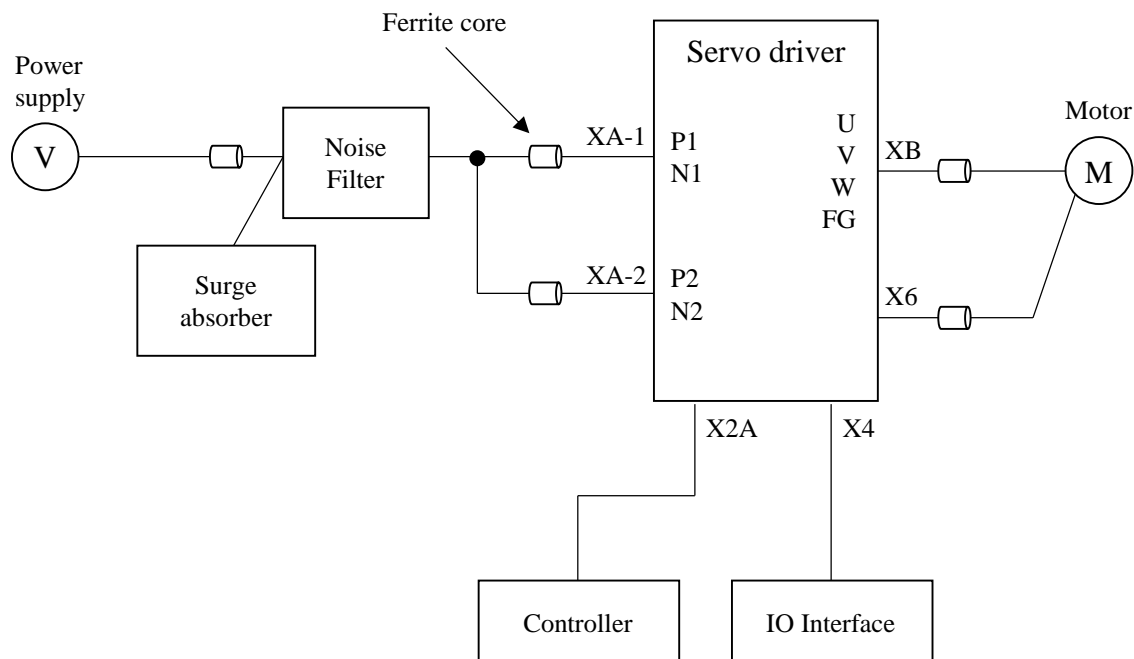 Ferrite core
Power
supply
V
Noise
Filter
Surge
absorber
XA-1
XA-2
Servo driver
P1
N1
P2
N2
U
V
W
FG
XB
X6
Motor
M
X2A
X4
Controller
IO Interface